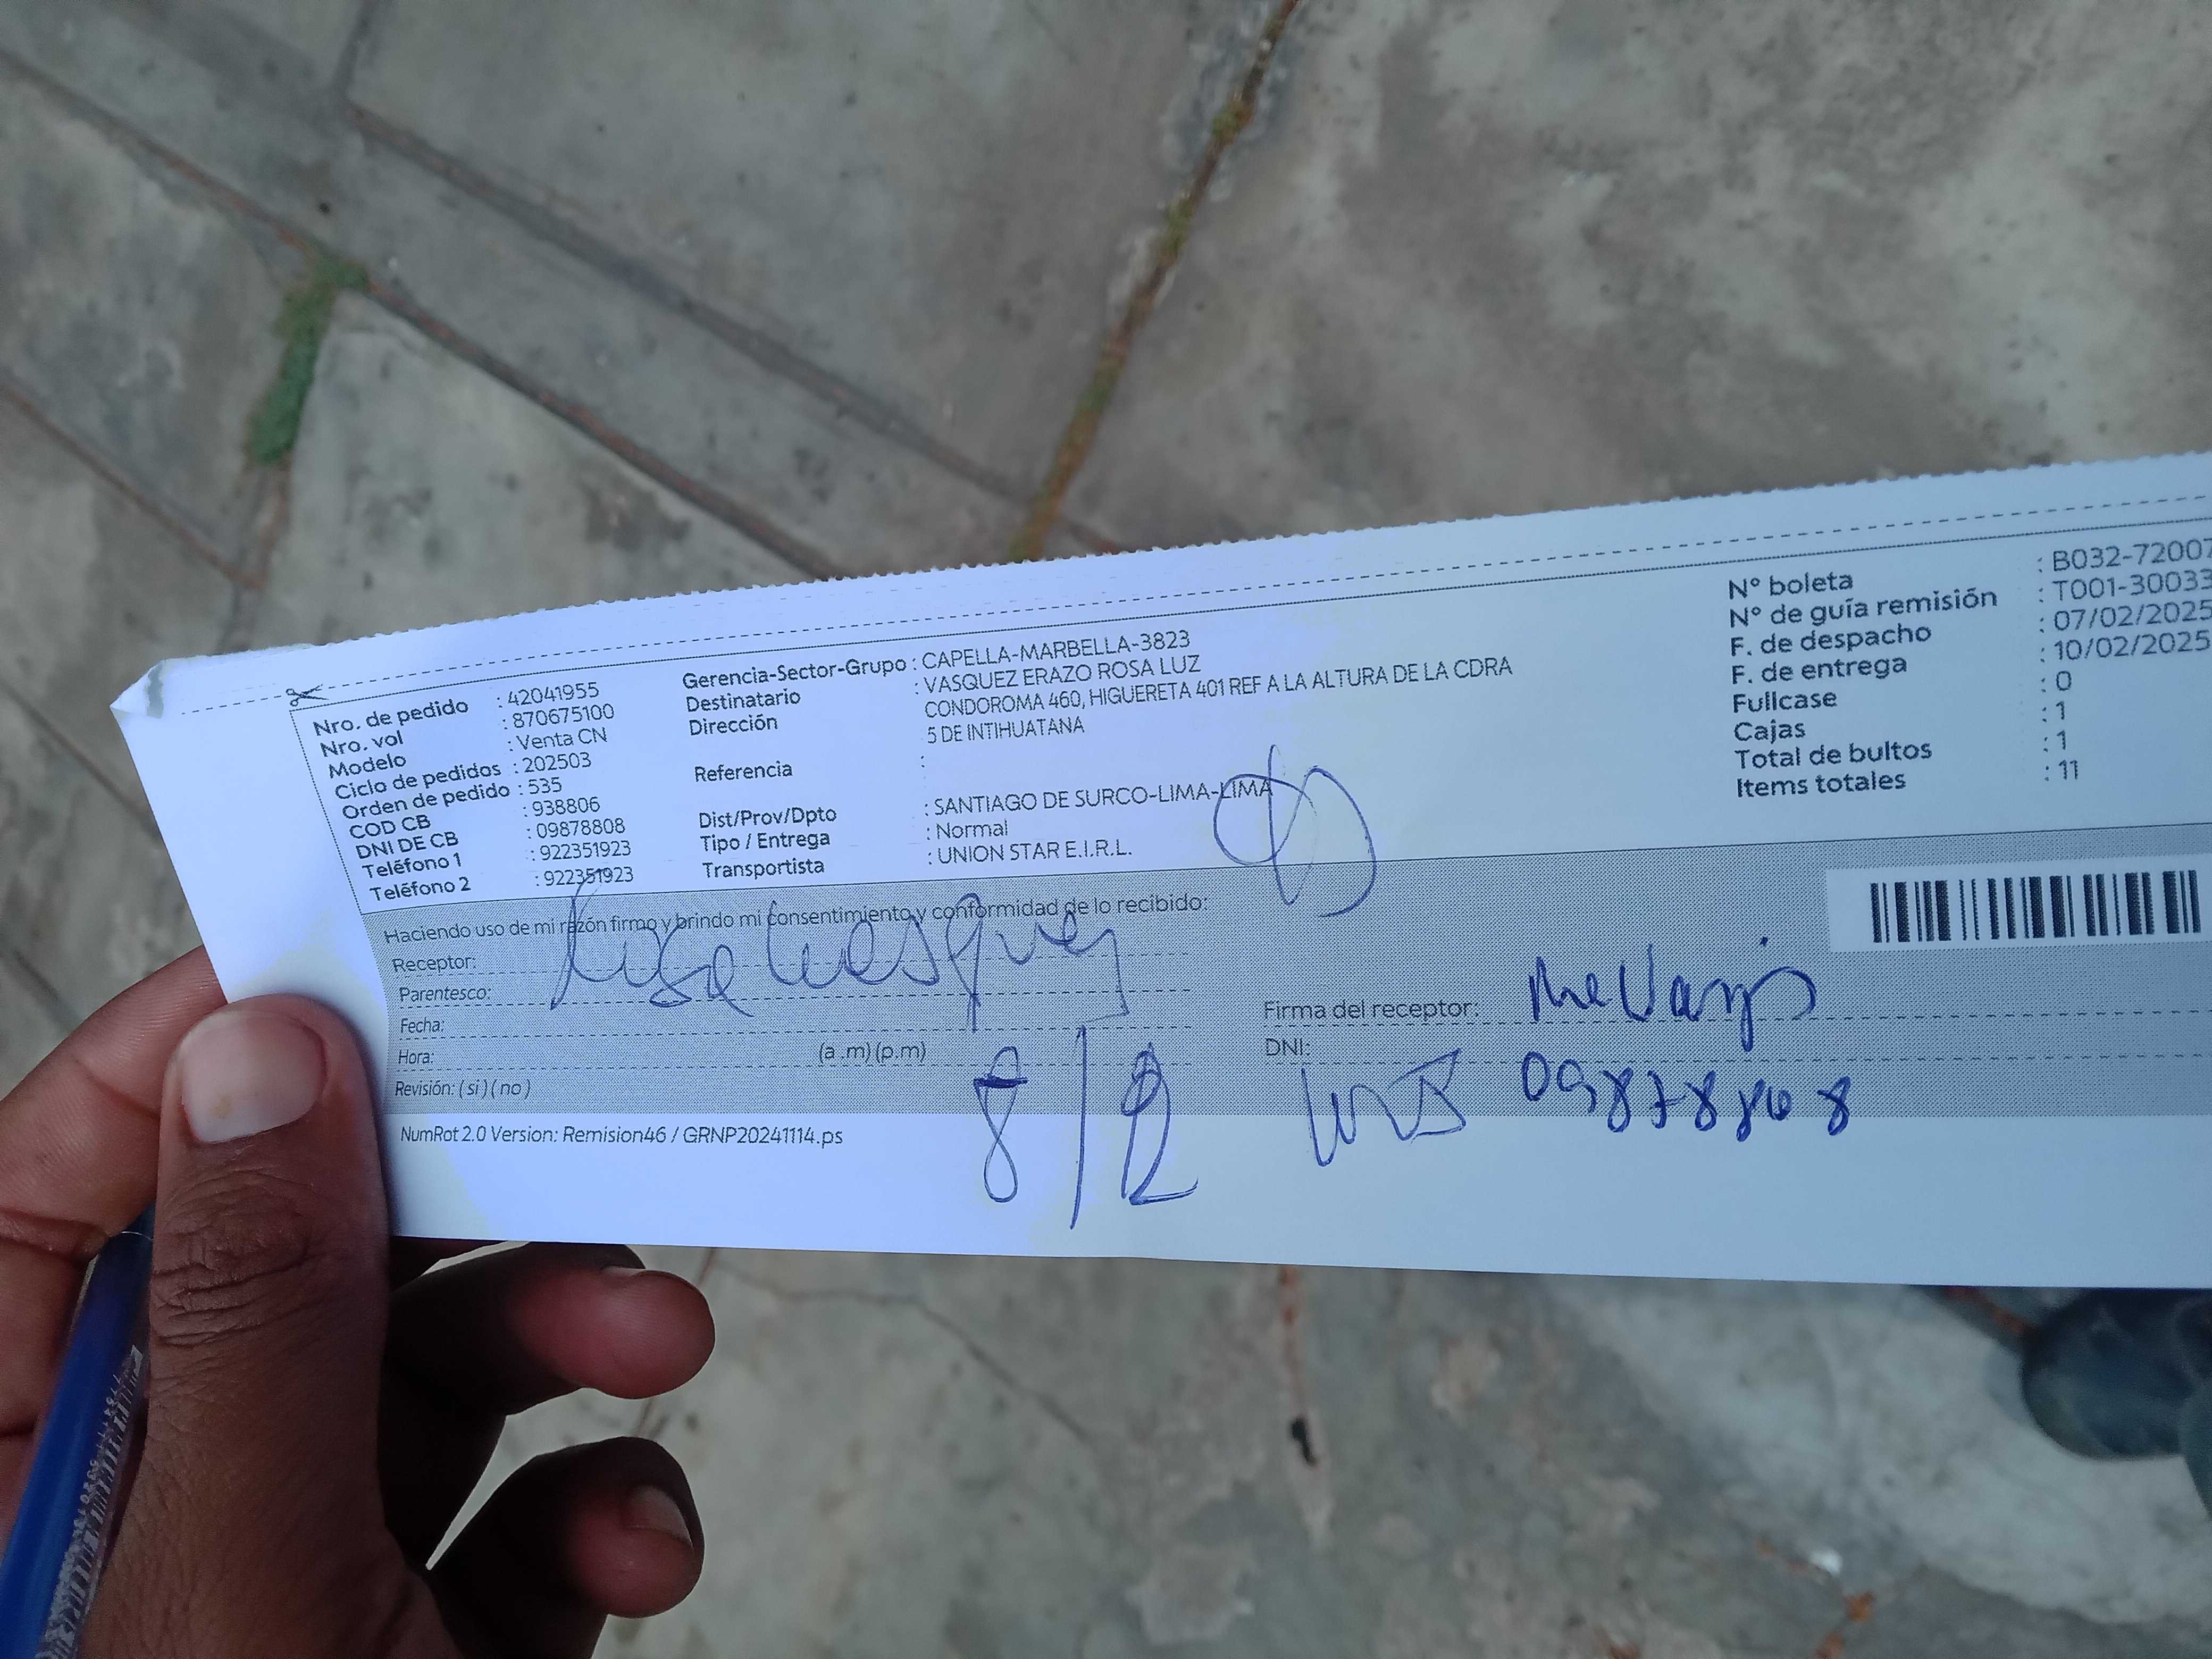 Nro. de pedido : 42041955
Nro. vol : 870675100
Modelo : Venta CN
Ciclo de pedidos : 202503
Orden de pedido : 535
COD CB : 938806
DNI DE CB : 09878808
Teléfono 1 : 922351923
Teléfono 2 : 922351923
Gerencia-Sector-Grupo : CAPELLA-MARBELLA-3823
Destinatario : VASQUEZ ERAZO ROSA LUZ
Dirección : CONDOROMA 460, HIGUERETA 401 REF A LA ALTURA DE LA CDRA
5 DE INTIHUATANA
Referencia :
Dist/Prov/Dpto : SANTIAGO DE SURCO-LIMA-LIMA
Tipo / Entrega : Normal
Transportista : UNION STAR E.I.R.L.
N° boleta : B032-72007
N° de guía remisión : T001-30033
F. de despacho : 07/02/2025
F. de entrega : 10/02/2025
Fullcase : 0
Cajas : 1
Total de bultos : 1
Items totales : 11
Haciendo uso de mi razón firmo y brindo mi consentimiento y conformidad de lo recibido:
Receptor: Rosa Vasquez
Parentesco:
Fecha: 8/2
Hora: (a .m) (p.m)
Revisión: ( si ) ( no )
Firma del receptor:
DNI:
NumRot 2.0 Version: Remision46 / GRNP20241114.ps